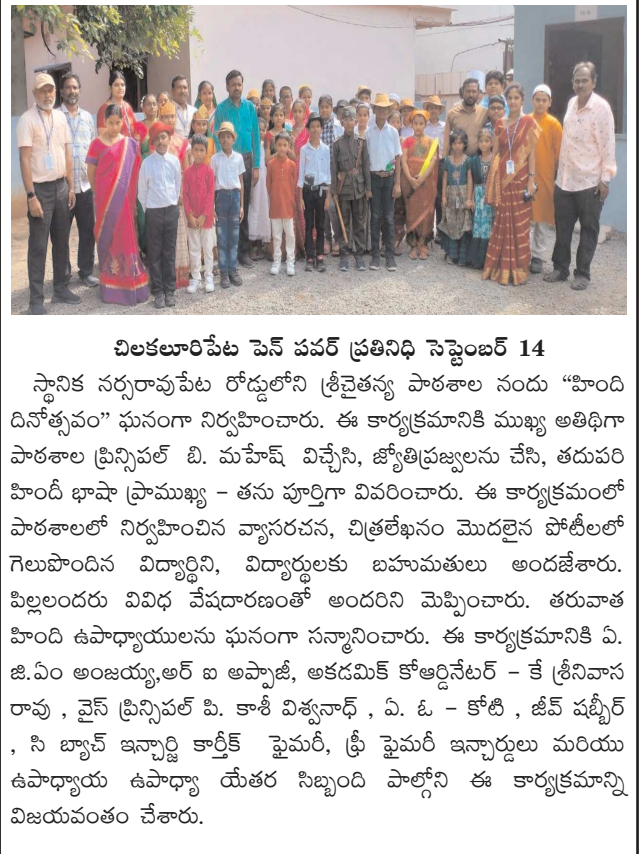 చిలకలూరిపేట పెన్ పవర్ ప్రతినిధి సెప్టెంబర్ 14
స్థానిక నర్సరావుపేట రోడ్డులోని శ్రీచైతన్య పాఠశాల నందు “హింది
దినోత్సవం” ఘనంగా నిర్వహించారు. ఈ కార్యక్రమానికి ముఖ్య అతిథిగా
పాఠశాల ప్రిన్సిపల్ బి. మహేష్ విచ్చేసి, జ్యోతిప్రజ్వలను చేసి, తదుపరి
హిందీ భాషా ప్రాముఖ్య – తను పూర్తిగా వివరించారు. ఈ కార్యక్రమంలో
పాఠశాలలో నిర్వహించిన వ్యాసరచన, చిత్రలేఖనం మొదలైన పోటీలలో
గెలుపొందిన విద్యార్థిని, విద్యార్థులకు బహుమతులు అందజేశారు.
పిల్లలందరు వివిధ వేషదారణంతో అందరిని మెప్పించారు. తరువాత
హింది ఉపాధ్యాయులను ఘనంగా సన్మానించారు. ఈ కార్యక్రమానికి ఏ.
జి.ఏం అంజయ్య,అర్ ఐ అప్పాజీ, అకడమిక్ కోఆర్డినేటర్ – కే శ్రీనివాస
రావు , వైస్ ప్రిన్సిపల్ పి. కాశీ విశ్వనాధ్ , ఏ. ఓ – కోటి , జీవ్ షబ్బీర్
, సి బ్యాచ్ ఇన్చార్జి కార్తీక్ ప్రైమరీ, ఫ్రీ ప్రైమరీ ఇన్చార్డులు మరియు
ఉపాధ్యాయ ఉపాధ్యా యేతర సిబ్బంది పాల్గోని ఈ కార్యక్రమాన్ని
విజయవంతం చేశారు.